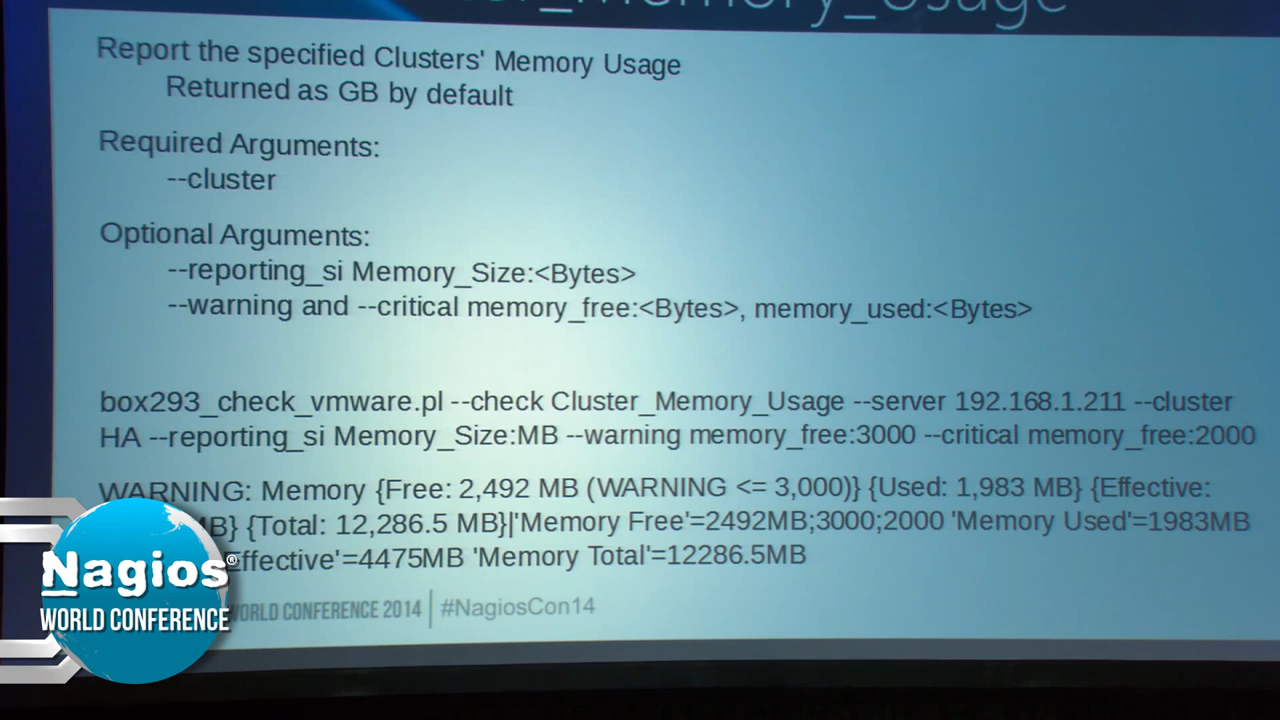 Memory_Usage
Report the specified Clusters' Memory Usage
Returned as GB by default
Required Arguments:
--cluster
Optional Arguments:
--reporting_si Memory_Size:<Bytes>
--warning and --critical memory_free:<Bytes>, memory_used:<Bytes>
box293_check_vmware.pl --check Cluster_Memory_Usage --server 192.168.1.211 --cluster
HA --reporting_si Memory_Size:MB --warning memory_free:3000 --critical memory_free:2000
WARNING: Memory {Free: 2,492 MB (WARNING <= 3,000)} {Used: 1,983 MB} {Effective:
MB} {Total: 12,286.5 MB}|'Memory Free'=2492MB;3000;2000 'Memory Used'=1983MB
Effective'=4475MB 'Memory Total'=12286.5MB
WORLD CONFERENCE 2014 | #NagiosCon14
Nagios®
WORLD CONFERENCE